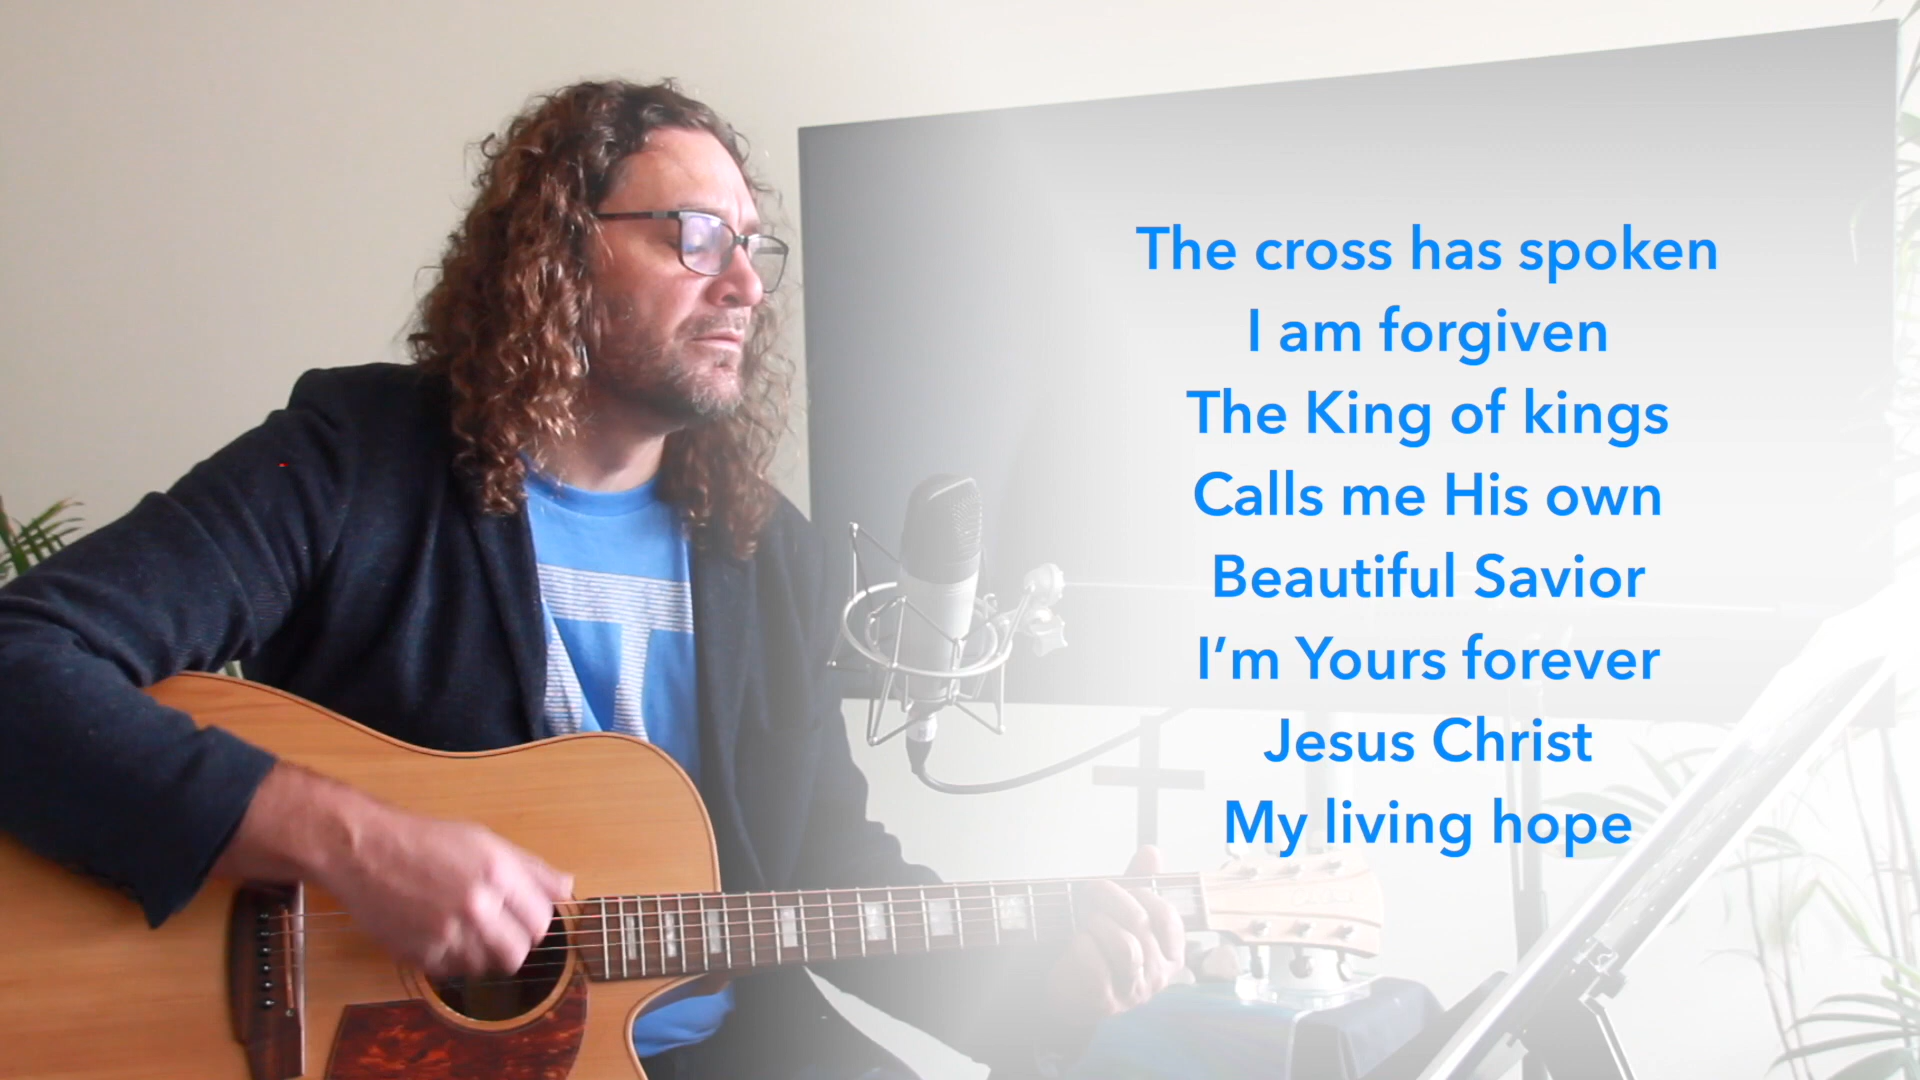 The cross has spoken
I am forgiven
The King of kings
Calls me His own
Beautiful Savior
I’m Yours forever
Jesus Christ
My living hope